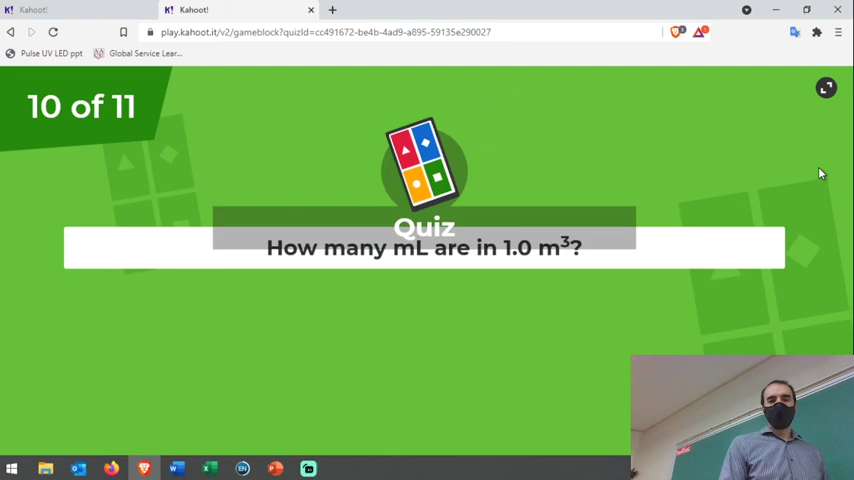 Kahoot!
Kahoot!
play.kahoot.it/v2/gameblock?quizId=cc491672-be4b-4ad9-a895-59135e290027
Pulse UV LED ppt
Global Service Lear...
10 of 11
Quiz
How many mL are in 1.0 m³?
EN